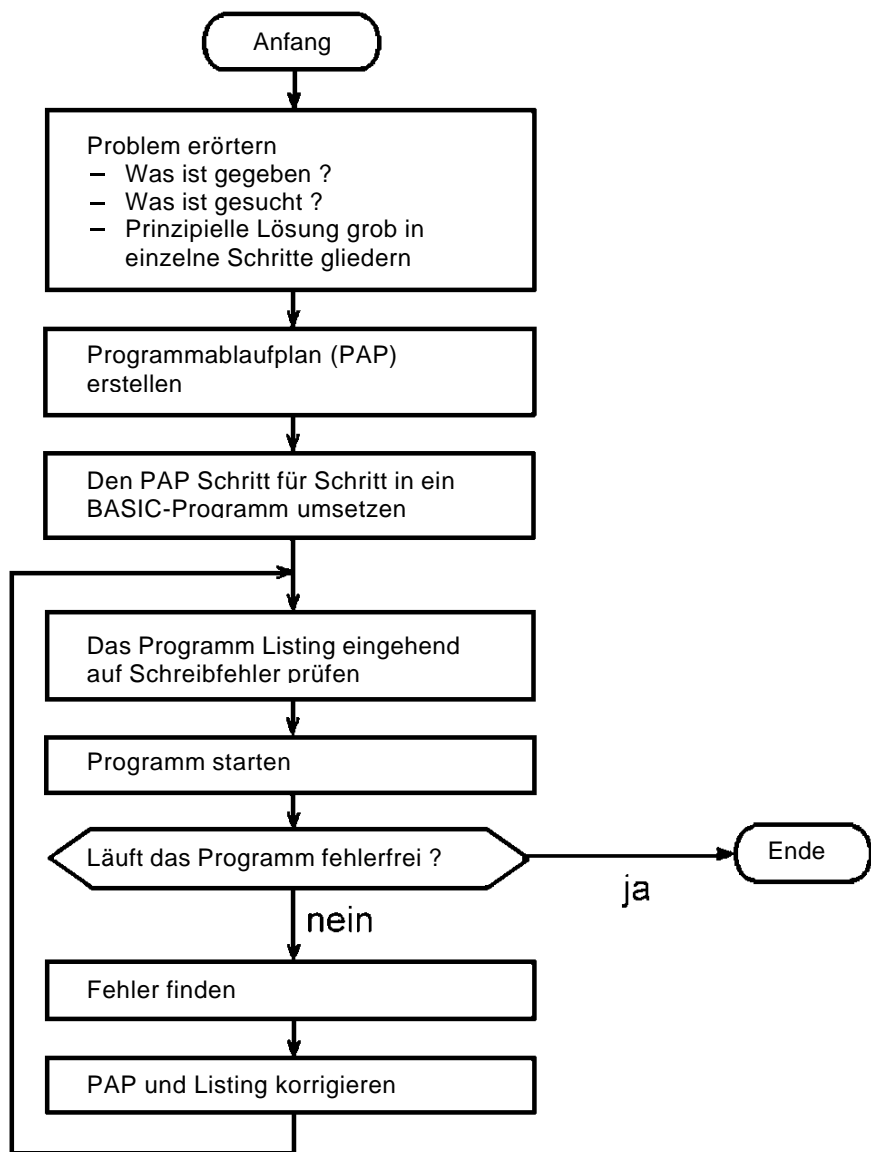 Anfang
Problem erörtern
– Was ist gegeben ?
– Was ist gesucht ?
– Prinzipielle Lösung grob in
einzelne Schritte gliedern
Programmablaufplan (PAP)
erstellen
Den PAP Schritt für Schritt in ein
BASIC-Programm umsetzen
Das Programm Listing eingehend
auf Schreibfehler prüfen
Programm starten
Läuft das Programm fehlerfrei ?
Ende
ja
nein
Fehler finden
PAP und Listing korrigieren